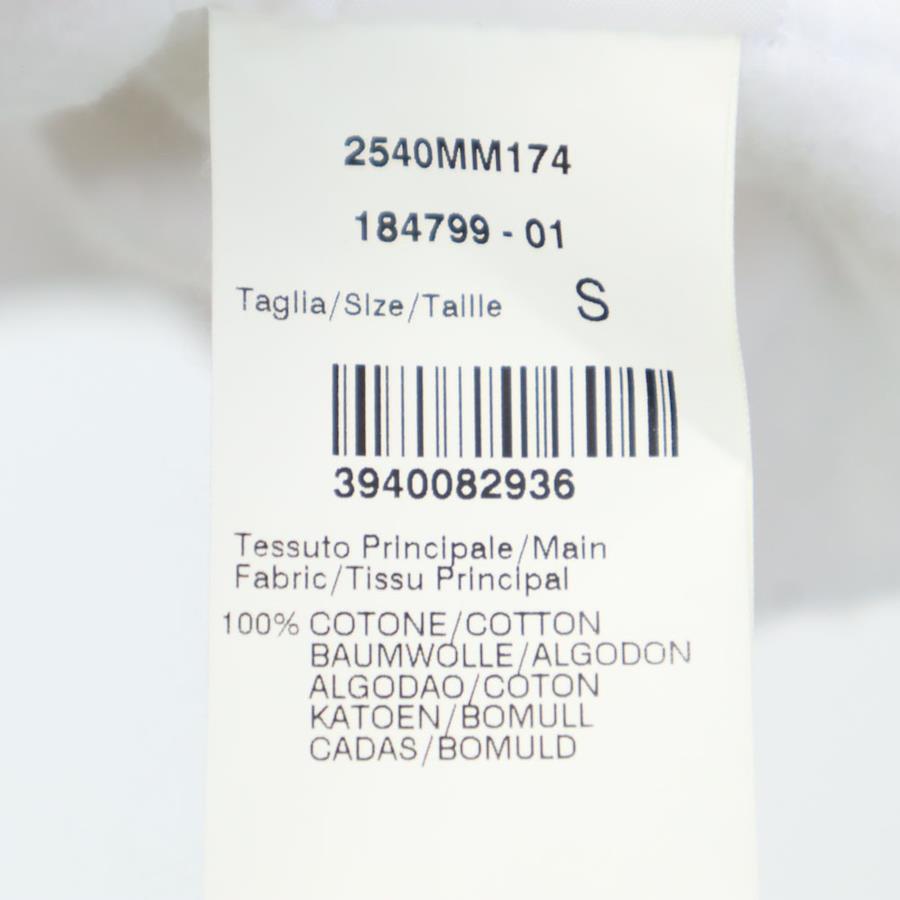 2540MM174
184799 - 01
Taglia/SIze/Taille S
3940082936
Tessuto Principale/Main
Fabric/Tissu Principal
100% COTONE/COTTON
BAUMWOLLE/ALGODON
ALGODAO/COTON
KATOEN/BOMULL
CADAS/BOMULD